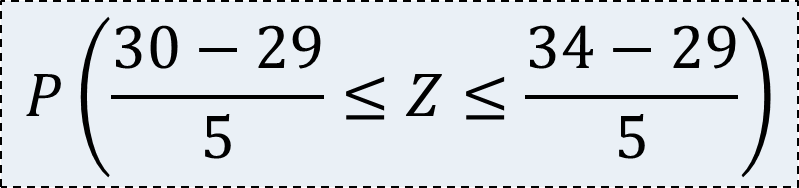 P ( (30 − 29)/5 ≤ Z ≤ (34 − 29)/5 )